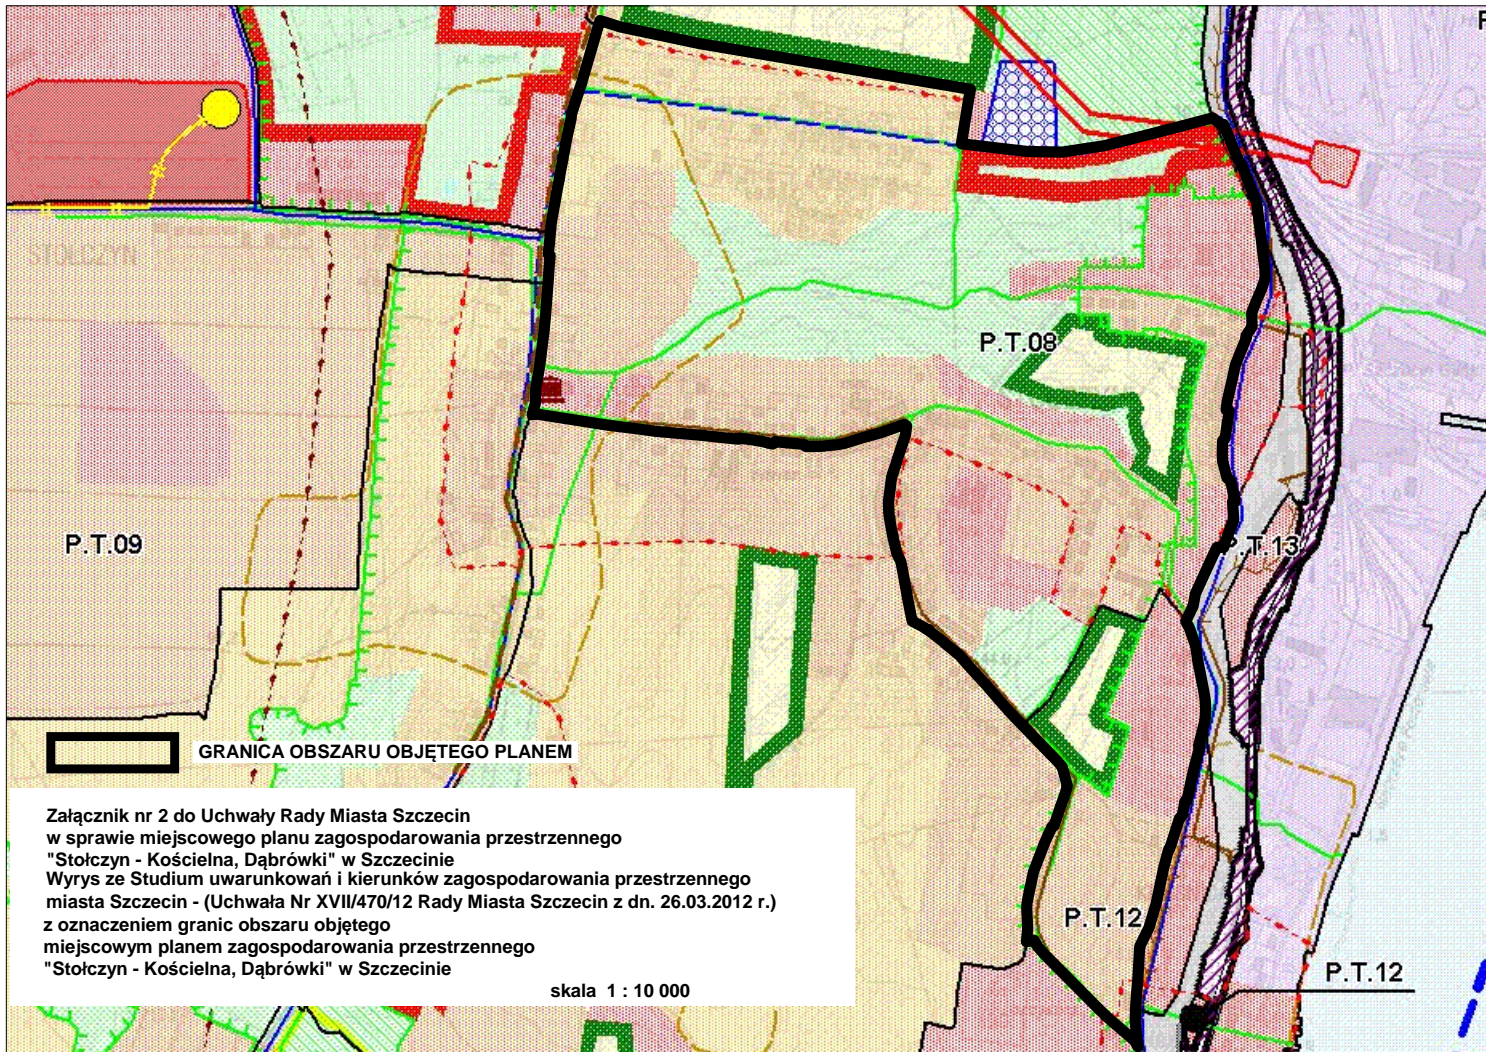 P
STOŁCZYN
P.T.08
P.T.09
P.T.13
GRANICA OBSZARU OBJĘTEGO PLANEM
Załącznik nr 2 do Uchwały Rady Miasta Szczecin
w sprawie miejscowego planu zagospodarowania przestrzennego
"Stołczyn - Kościelna, Dąbrówki" w Szczecinie
Wyrys ze Studium uwarunkowań i kierunków zagospodarowania przestrzennego
miasta Szczecin - (Uchwała Nr XVII/470/12 Rady Miasta Szczecin z dn. 26.03.2012 r.)
z oznaczeniem granic obszaru objętego
miejscowym planem zagospodarowania przestrzennego
"Stołczyn - Kościelna, Dąbrówki" w Szczecinie
skala 1 : 10 000
P.T.12
P.T.12